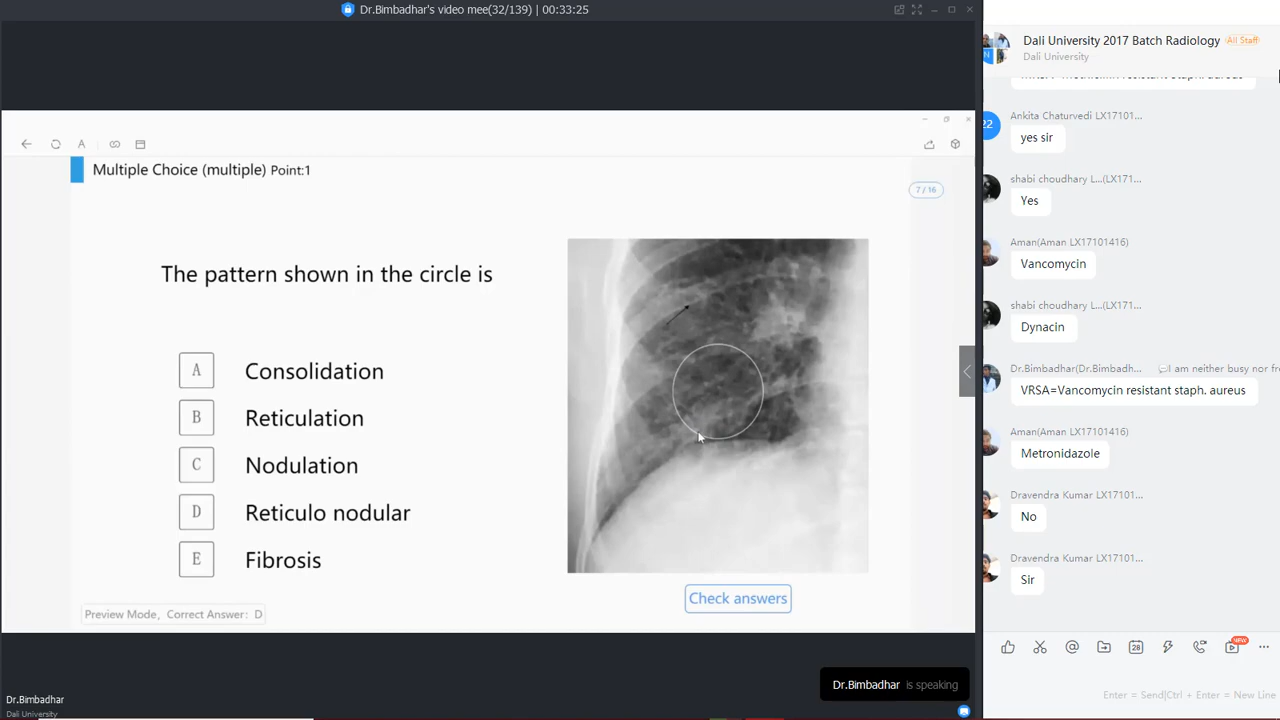 Dr.Bimbadhar's video mee(32/139) | 00:33:25
Multiple Choice (multiple) Point:1
7 / 16
The pattern shown in the circle is
A Consolidation
B Reticulation
C Nodulation
D Reticulo nodular
E Fibrosis
Check answers
Preview Mode, Correct Answer: D
Dr.Bimbadhar is speaking
Dr.Bimbadhar
Dali University
Dali University 2017 Batch Radiology All Staff
Dali University
22
Ankita Chaturvedi LX17101...
yes sir
shabi choudhary L...(LX171...
Yes
Aman(Aman LX17101416)
Vancomycin
shabi choudhary L...(LX171...
Dynacin
Dr.Bimbadhar(Dr.Bimbadh... I am neither busy nor fre
VRSA=Vancomycin resistant staph. aureus
Aman(Aman LX17101416)
Metronidazole
Dravendra Kumar LX17101...
No
Dravendra Kumar LX17101...
Sir
28
NEW
Enter = Send|Ctrl + Enter = New Line